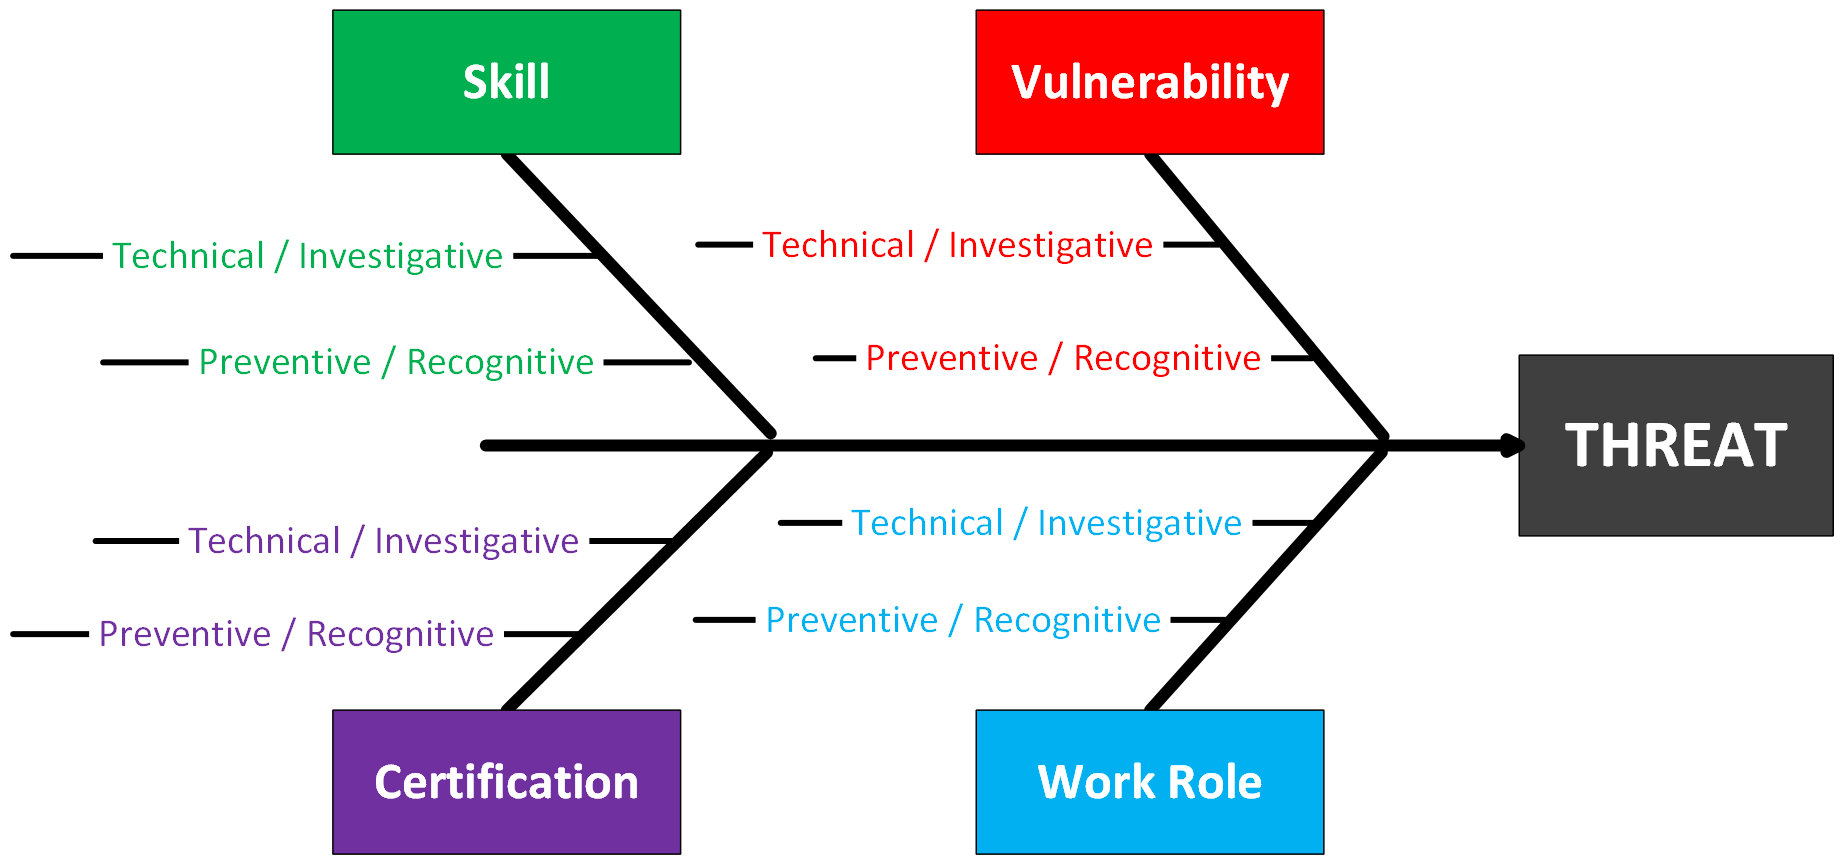 Skill
Vulnerability
Technical / Investigative
Technical / Investigative
Preventive / Recognitive
Preventive / Recognitive
THREAT
Technical / Investigative
Technical / Investigative
Preventive / Recognitive
Preventive / Recognitive
Certification
Work Role